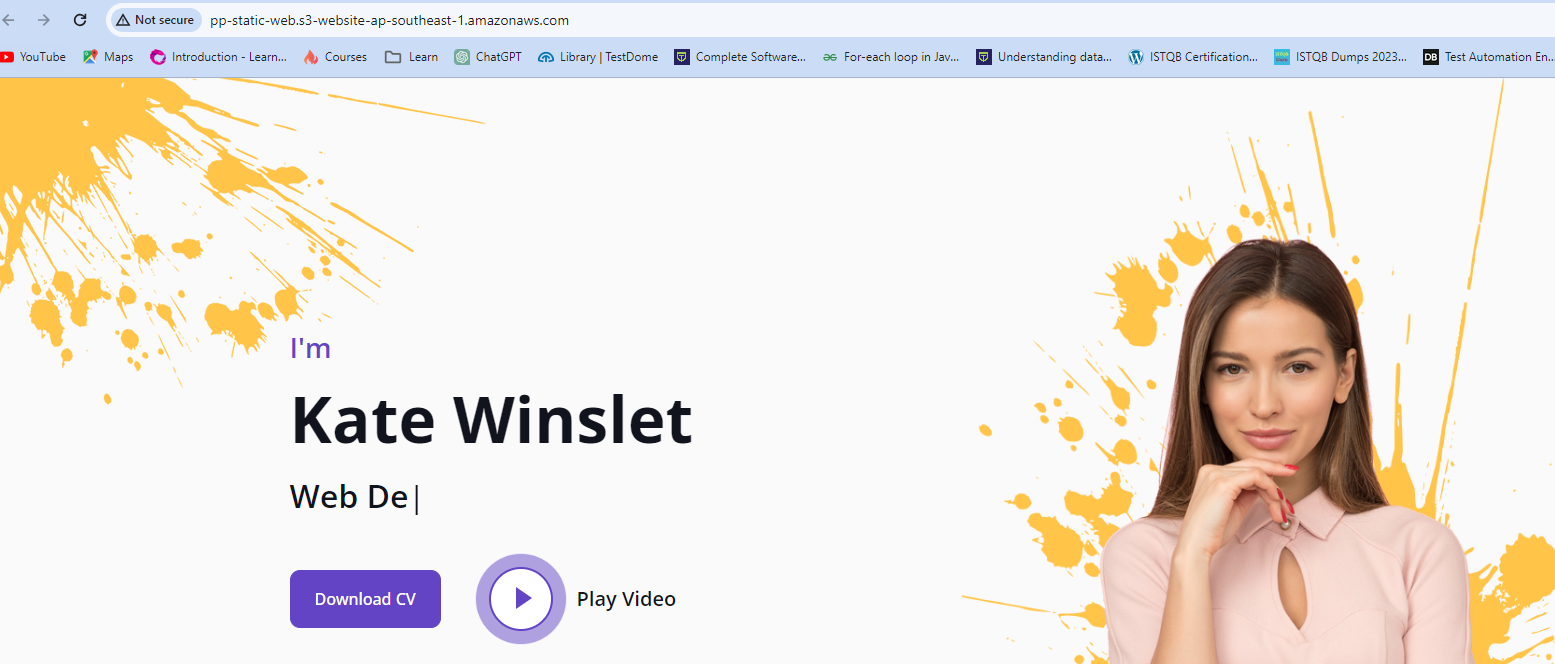 Not secure pp-static-web.s3-website-ap-southeast-1.amazonaws.com
YouTube Maps Introduction - Learn... Courses Learn ChatGPT Library | TestDome Complete Software... For-each loop in Jav... Understanding data... ISTQB Certification... ISTQB Dumps 2023... DB Test Automation En...
I'm
Kate Winslet
Web De|
Download CV Play Video